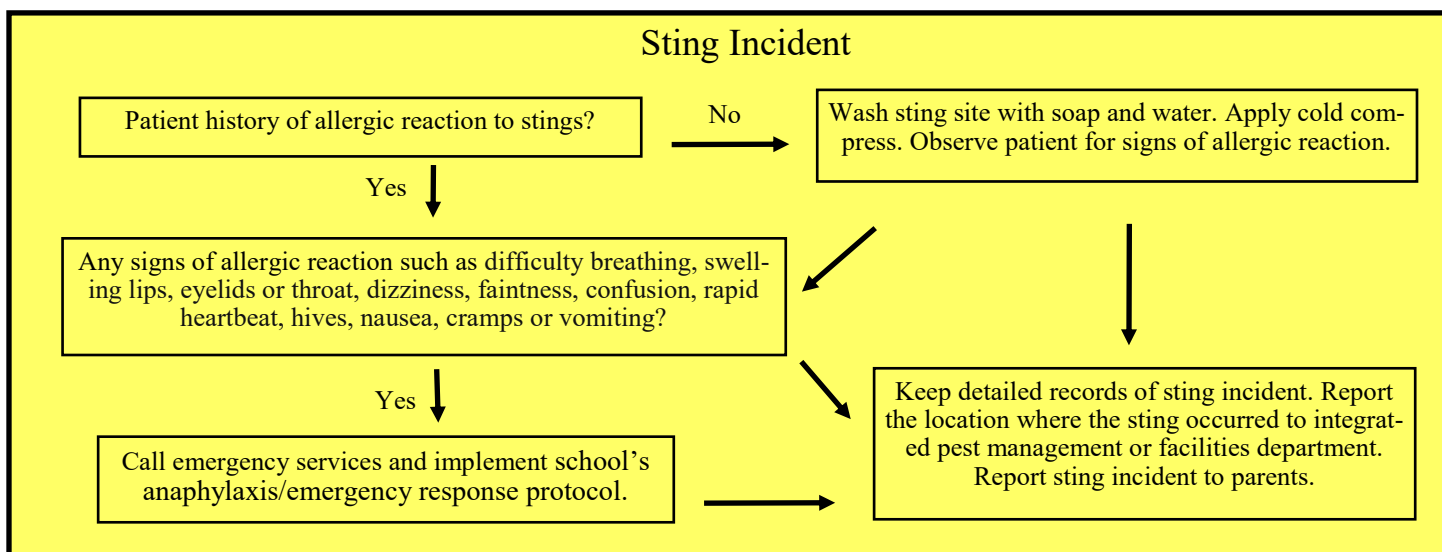 Sting Incident
Patient history of allergic reaction to stings?
No
Wash sting site with soap and water. Apply cold com-
press. Observe patient for signs of allergic reaction.
Yes
Any signs of allergic reaction such as difficulty breathing, swell-
ing lips, eyelids or throat, dizziness, faintness, confusion, rapid
heartbeat, hives, nausea, cramps or vomiting?
Yes
Call emergency services and implement school's
anaphylaxis/emergency response protocol.
Keep detailed records of sting incident. Report
the location where the sting occurred to integrat-
ed pest management or facilities department.
Report sting incident to parents.